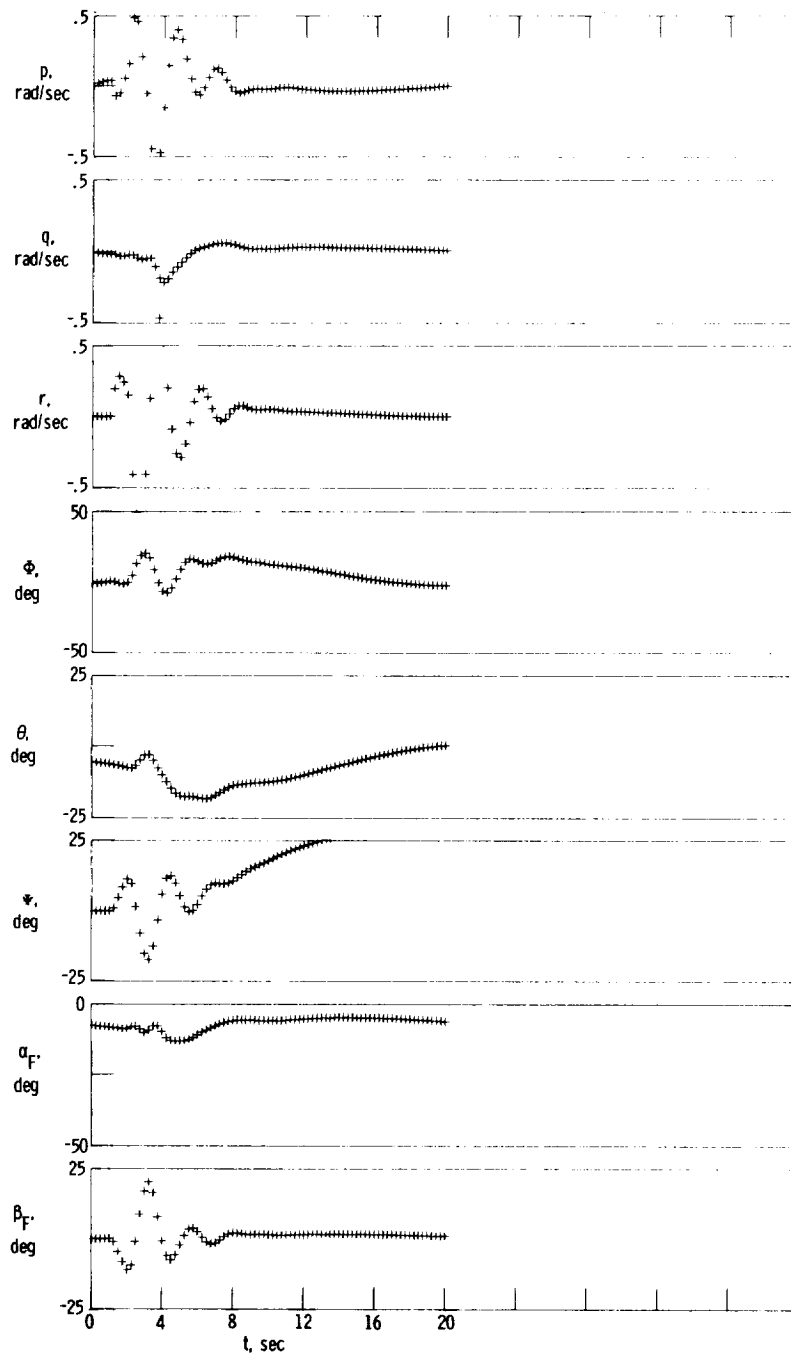 .5
p,
rad/sec
-.5
.5
q,
rad/sec
-.5
.5
r,
rad/sec
-.5
50
Φ,
deg
-50
25
θ,
deg
-25
25
Ψ,
deg
-25
0
α_F,
deg
-50
25
β_F,
deg
-25
0 4 8 12 16 20
t, sec